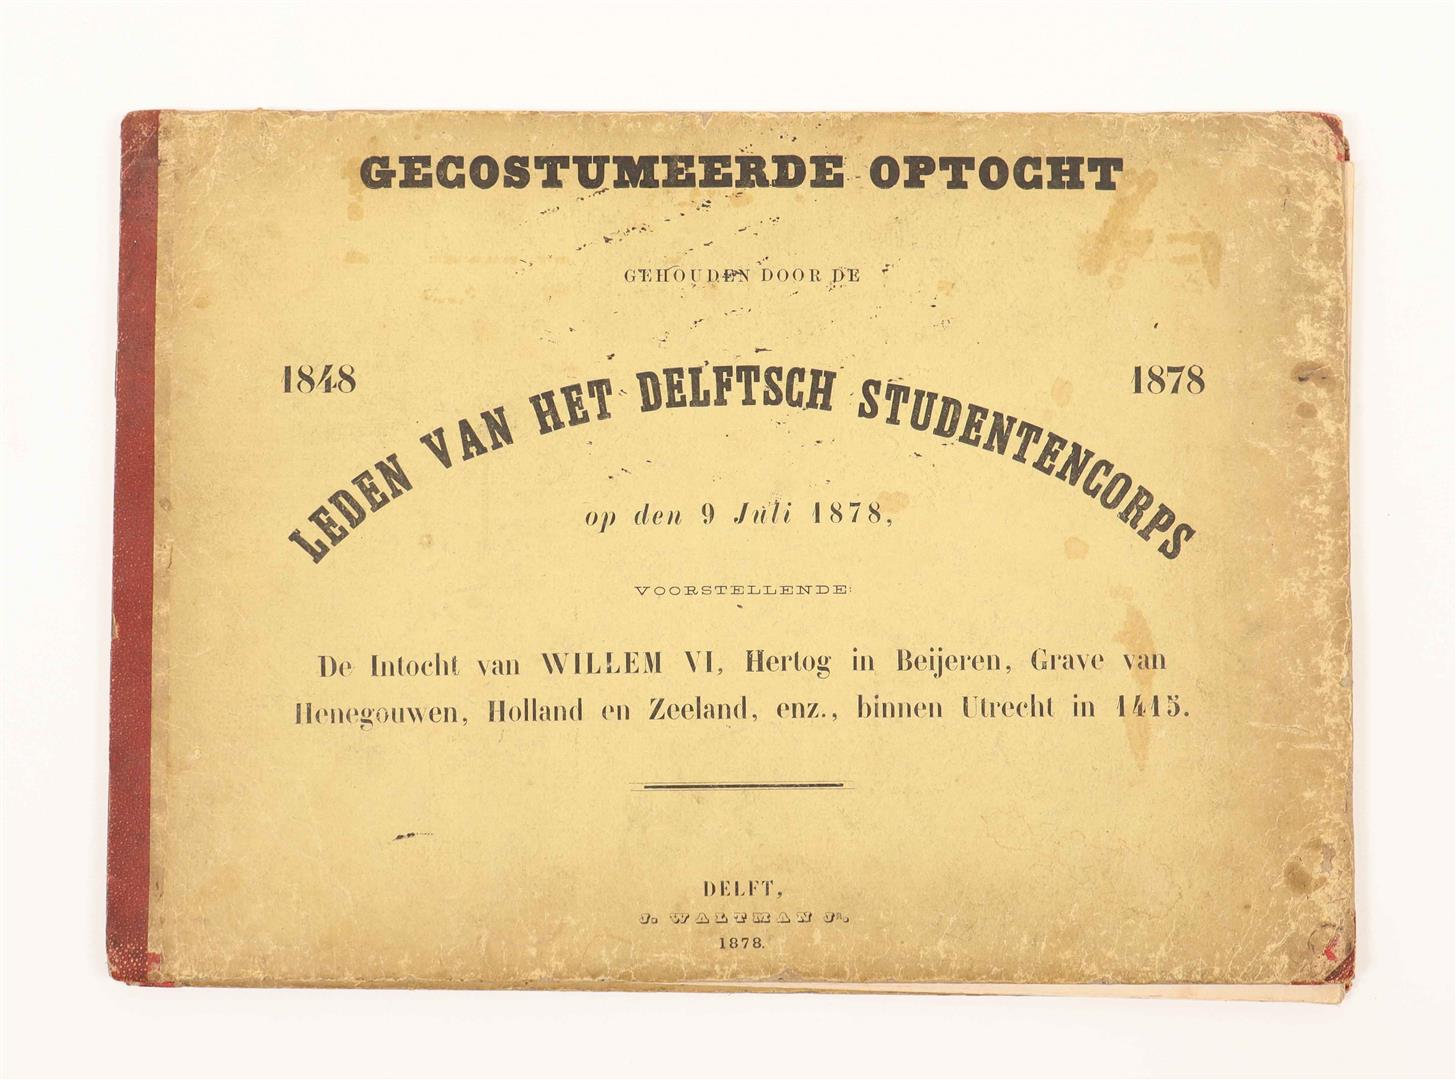 GECOSTUMEERDE OPTOCHT
GEHOUDEN DOOR DE
1848 1878
LEDEN VAN HET DELFTSCH STUDENTENCORPS
op den 9 Juli 1878,
VOORSTELLENDE:
De Intocht van WILLEM VI, Hertog in Beijeren, Grave van
Henegouwen, Holland en Zeeland, enz., binnen Utrecht in 1415.
DELFT,
J. WALTMAN Jr.
1878.